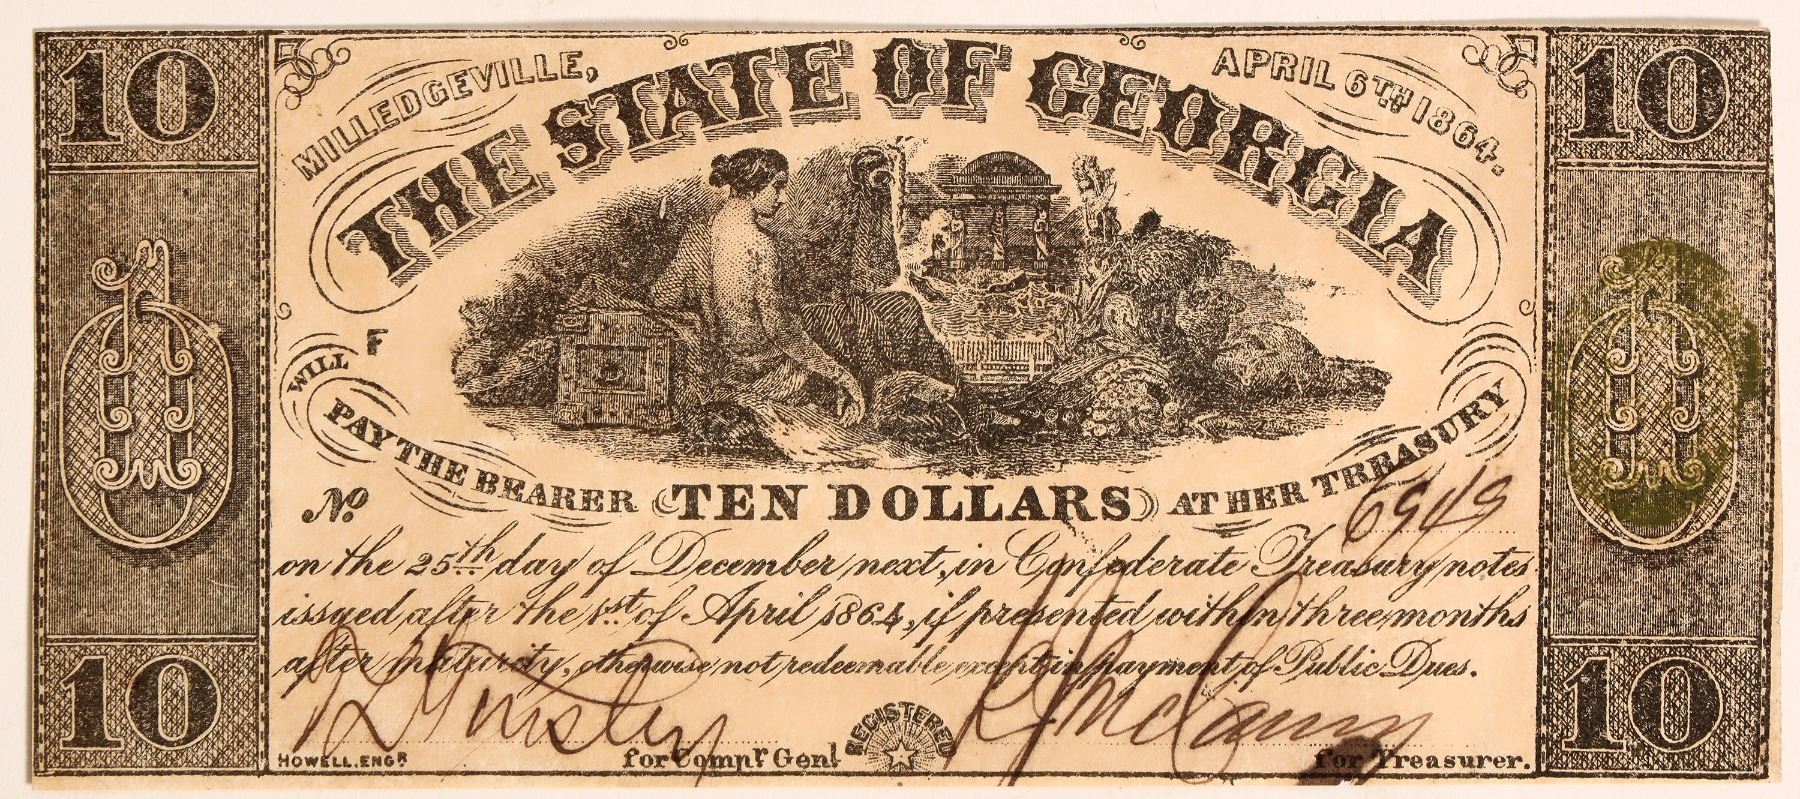 10
10
MILLEDGEVILLE,
APRIL 6TH 1864.
THE STATE OF GEORGIA
F
WILL
PAY THE BEARER TEN DOLLARS AT HER TREASURY
No.
on the 25th day of December next, in Confederate Treasury notes
issued after the 1st of April 1864, if presented within three months
after maturity, otherwise not redeemable except in payment of Public Dues.
REGISTERED
HOWELL, ENGR
for Compr Genl
for Treasurer.
10
10